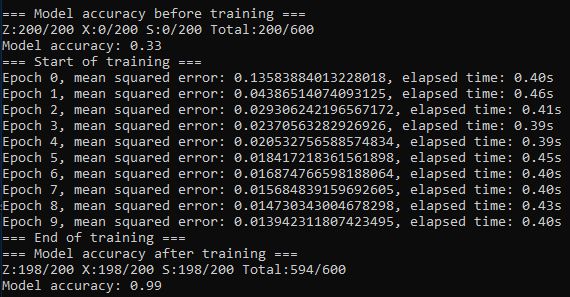 === Model accuracy before training ===
Z:200/200 X:0/200 S:0/200 Total:200/600
Model accuracy: 0.33
=== Start of training ===
Epoch 0, mean squared error: 0.13583884013228018, elapsed time: 0.40s
Epoch 1, mean squared error: 0.04386514074093125, elapsed time: 0.46s
Epoch 2, mean squared error: 0.029306242196567172, elapsed time: 0.41s
Epoch 3, mean squared error: 0.02370563282926926, elapsed time: 0.39s
Epoch 4, mean squared error: 0.020532756588574834, elapsed time: 0.39s
Epoch 5, mean squared error: 0.018417218361561898, elapsed time: 0.45s
Epoch 6, mean squared error: 0.016874766598188064, elapsed time: 0.40s
Epoch 7, mean squared error: 0.015684839159692605, elapsed time: 0.40s
Epoch 8, mean squared error: 0.014730343004678298, elapsed time: 0.43s
Epoch 9, mean squared error: 0.013942311807423495, elapsed time: 0.40s
=== End of training ===
=== Model accuracy after training ===
Z:198/200 X:198/200 S:198/200 Total:594/600
Model accuracy: 0.99